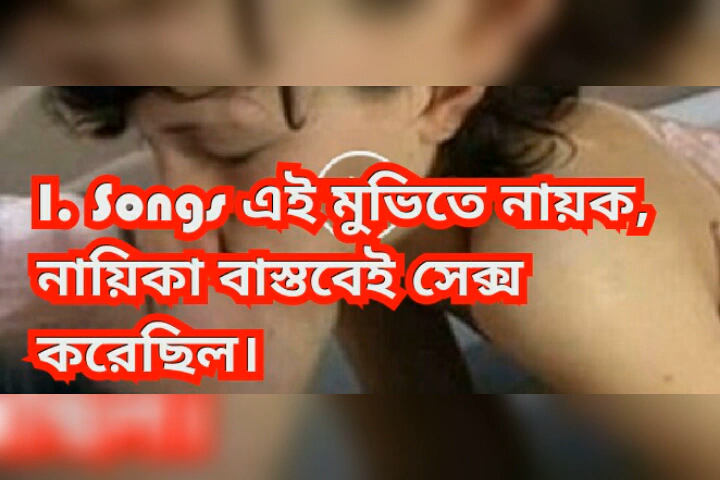 1. Songs এই মুভিতে নায়ক,
নায়িকা বাস্তবেই সেক্স
করেছিল।